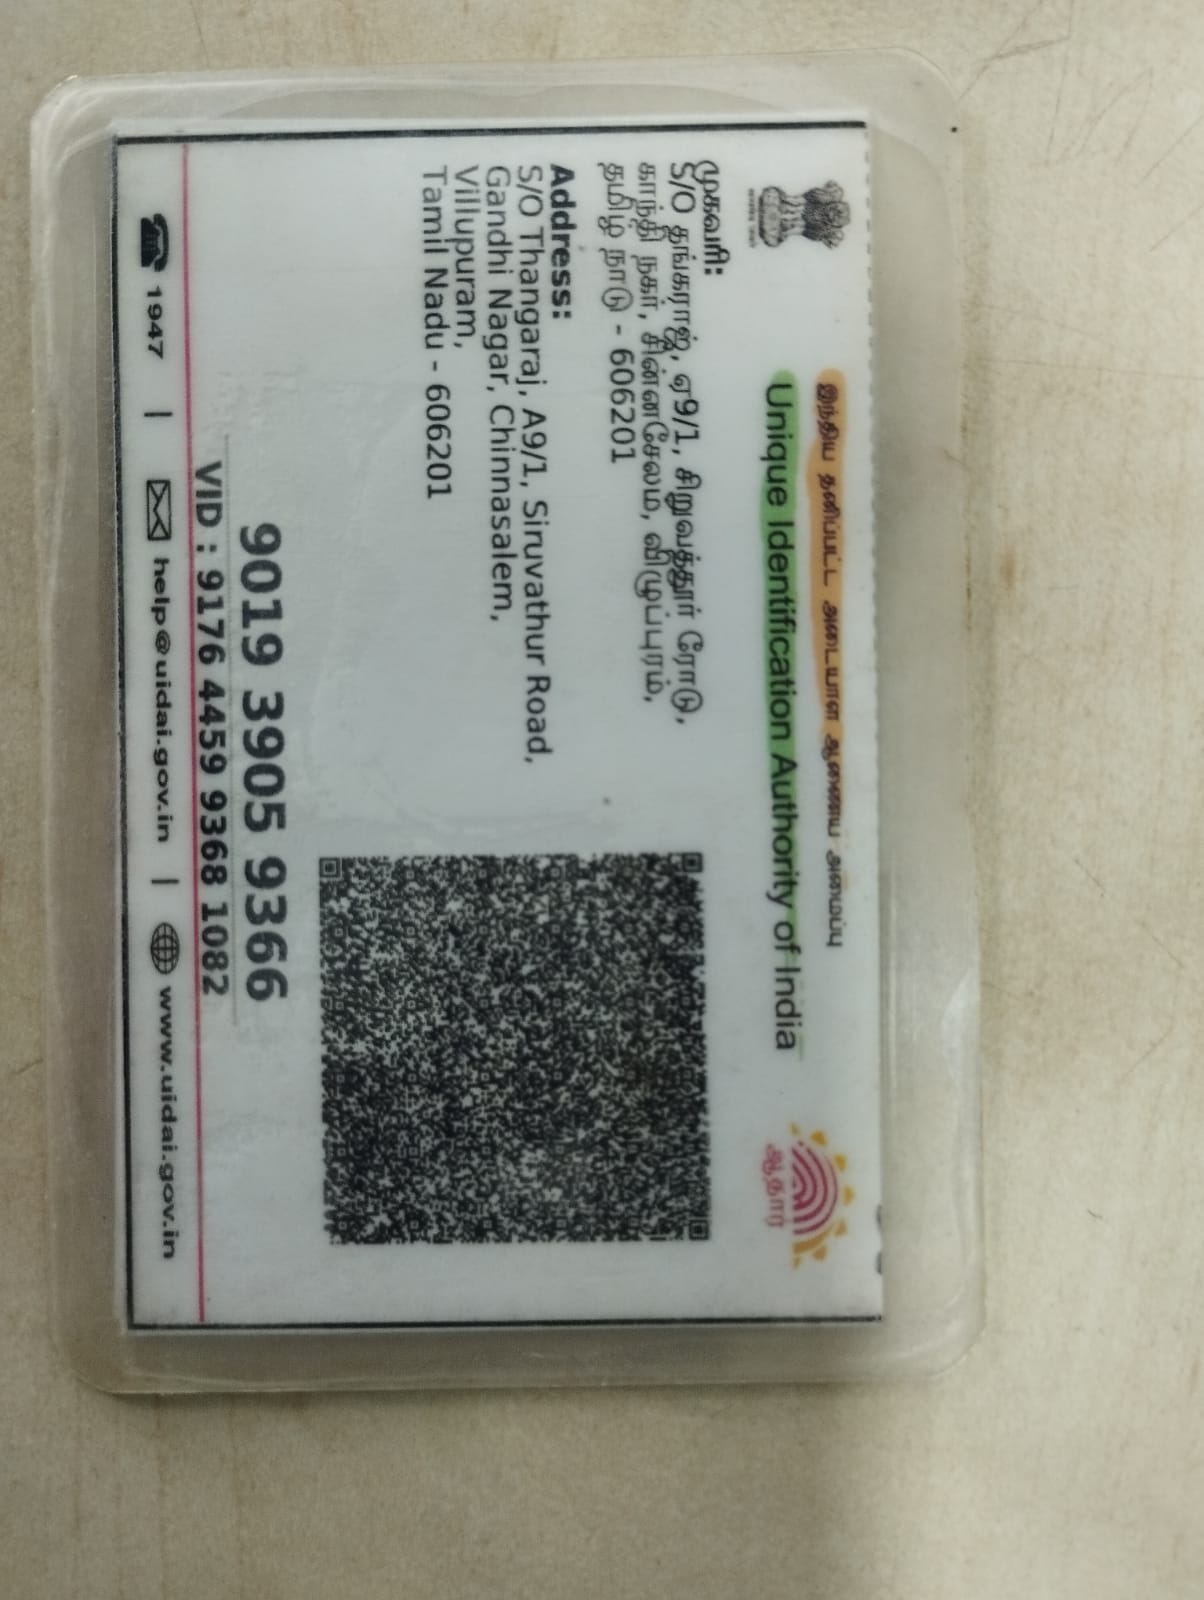 இந்திய தனிப்பட்ட அடையாள ஆணைய அமைப்பு
Unique Identification Authority of India
ஆதார்
முகவரி:
S/O தங்கராஜ், ஏ9/1, சிறுவத்தூர் ரோடு,
காந்தி நகர், சின்னசேலம், விழுப்புரம்,
தமிழ் நாடு - 606201
Address:
S/O Thangaraj, A9/1, Siruvathur Road,
Gandhi Nagar, Chinnasalem,
Villupuram,
Tamil Nadu - 606201
9019 3905 9366
VID : 9176 4459 9368 1082
1947 | help@uidai.gov.in | www.uidai.gov.in